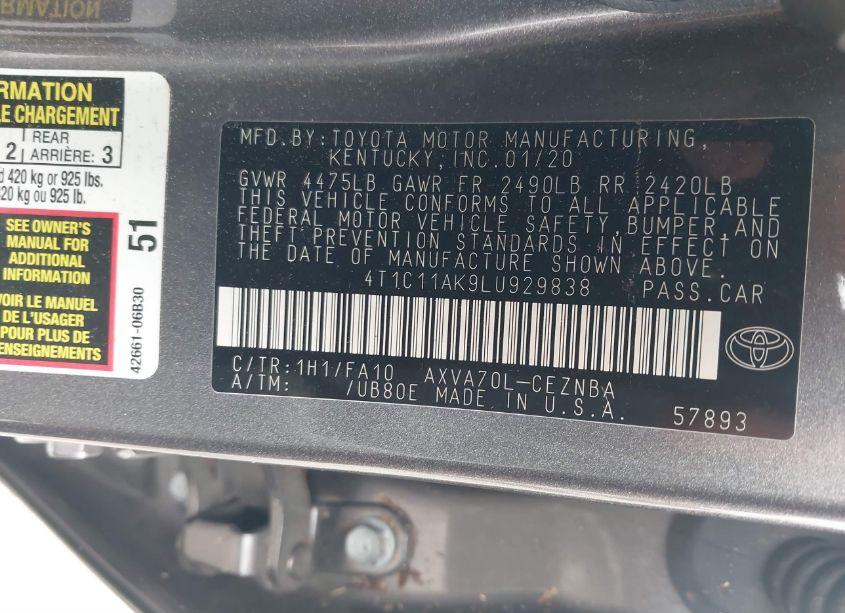 RMATION
RMATION
LE CHARGEMENT
2 REAR
ARRIÈRE: 3
420 kg or 925 lbs.
420 kg ou 925 lb.
SEE OWNER'S
MANUAL FOR
ADDITIONAL
INFORMATION
VOIR LE MANUEL
DE L'USAGER
POUR PLUS DE
RENSEIGNEMENTS
51
42661-06B30
MFD.BY:TOYOTA MOTOR MANUFACTURING,
KENTUCKY,INC.01/20
GVWR 4475LB GAWR FR 2490LB RR 2420LB
THIS VEHICLE CONFORMS TO ALL APPLICABLE
FEDERAL MOTOR VEHICLE SAFETY,BUMPER,AND
THEFT PREVENTION STANDARDS IN EFFECT ON
THE DATE OF MANUFACTURE SHOWN ABOVE.
4T1C11AK9LU929838 PASS.CAR
C/TR:1H1/FA10 AXVA70L-CEZNBA
A/TM: /UB80E MADE IN U.S.A.
57893